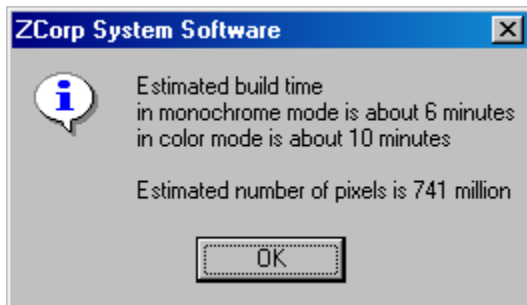 ZCorp System Software
Estimated build time
in monochrome mode is about 6 minutes
in color mode is about 10 minutes
Estimated number of pixels is 741 million
OK